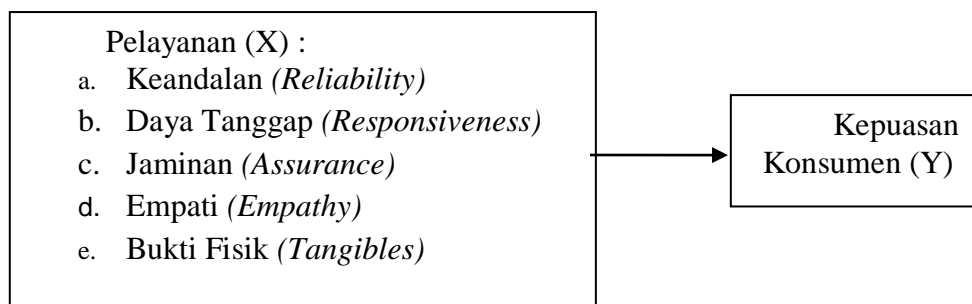 Pelayanan (X) :
a. Keandalan (Reliability)
b. Daya Tanggap (Responsiveness)
c. Jaminan (Assurance)
d. Empati (Empathy)
e. Bukti Fisik (Tangibles)
Kepuasan
Konsumen (Y)